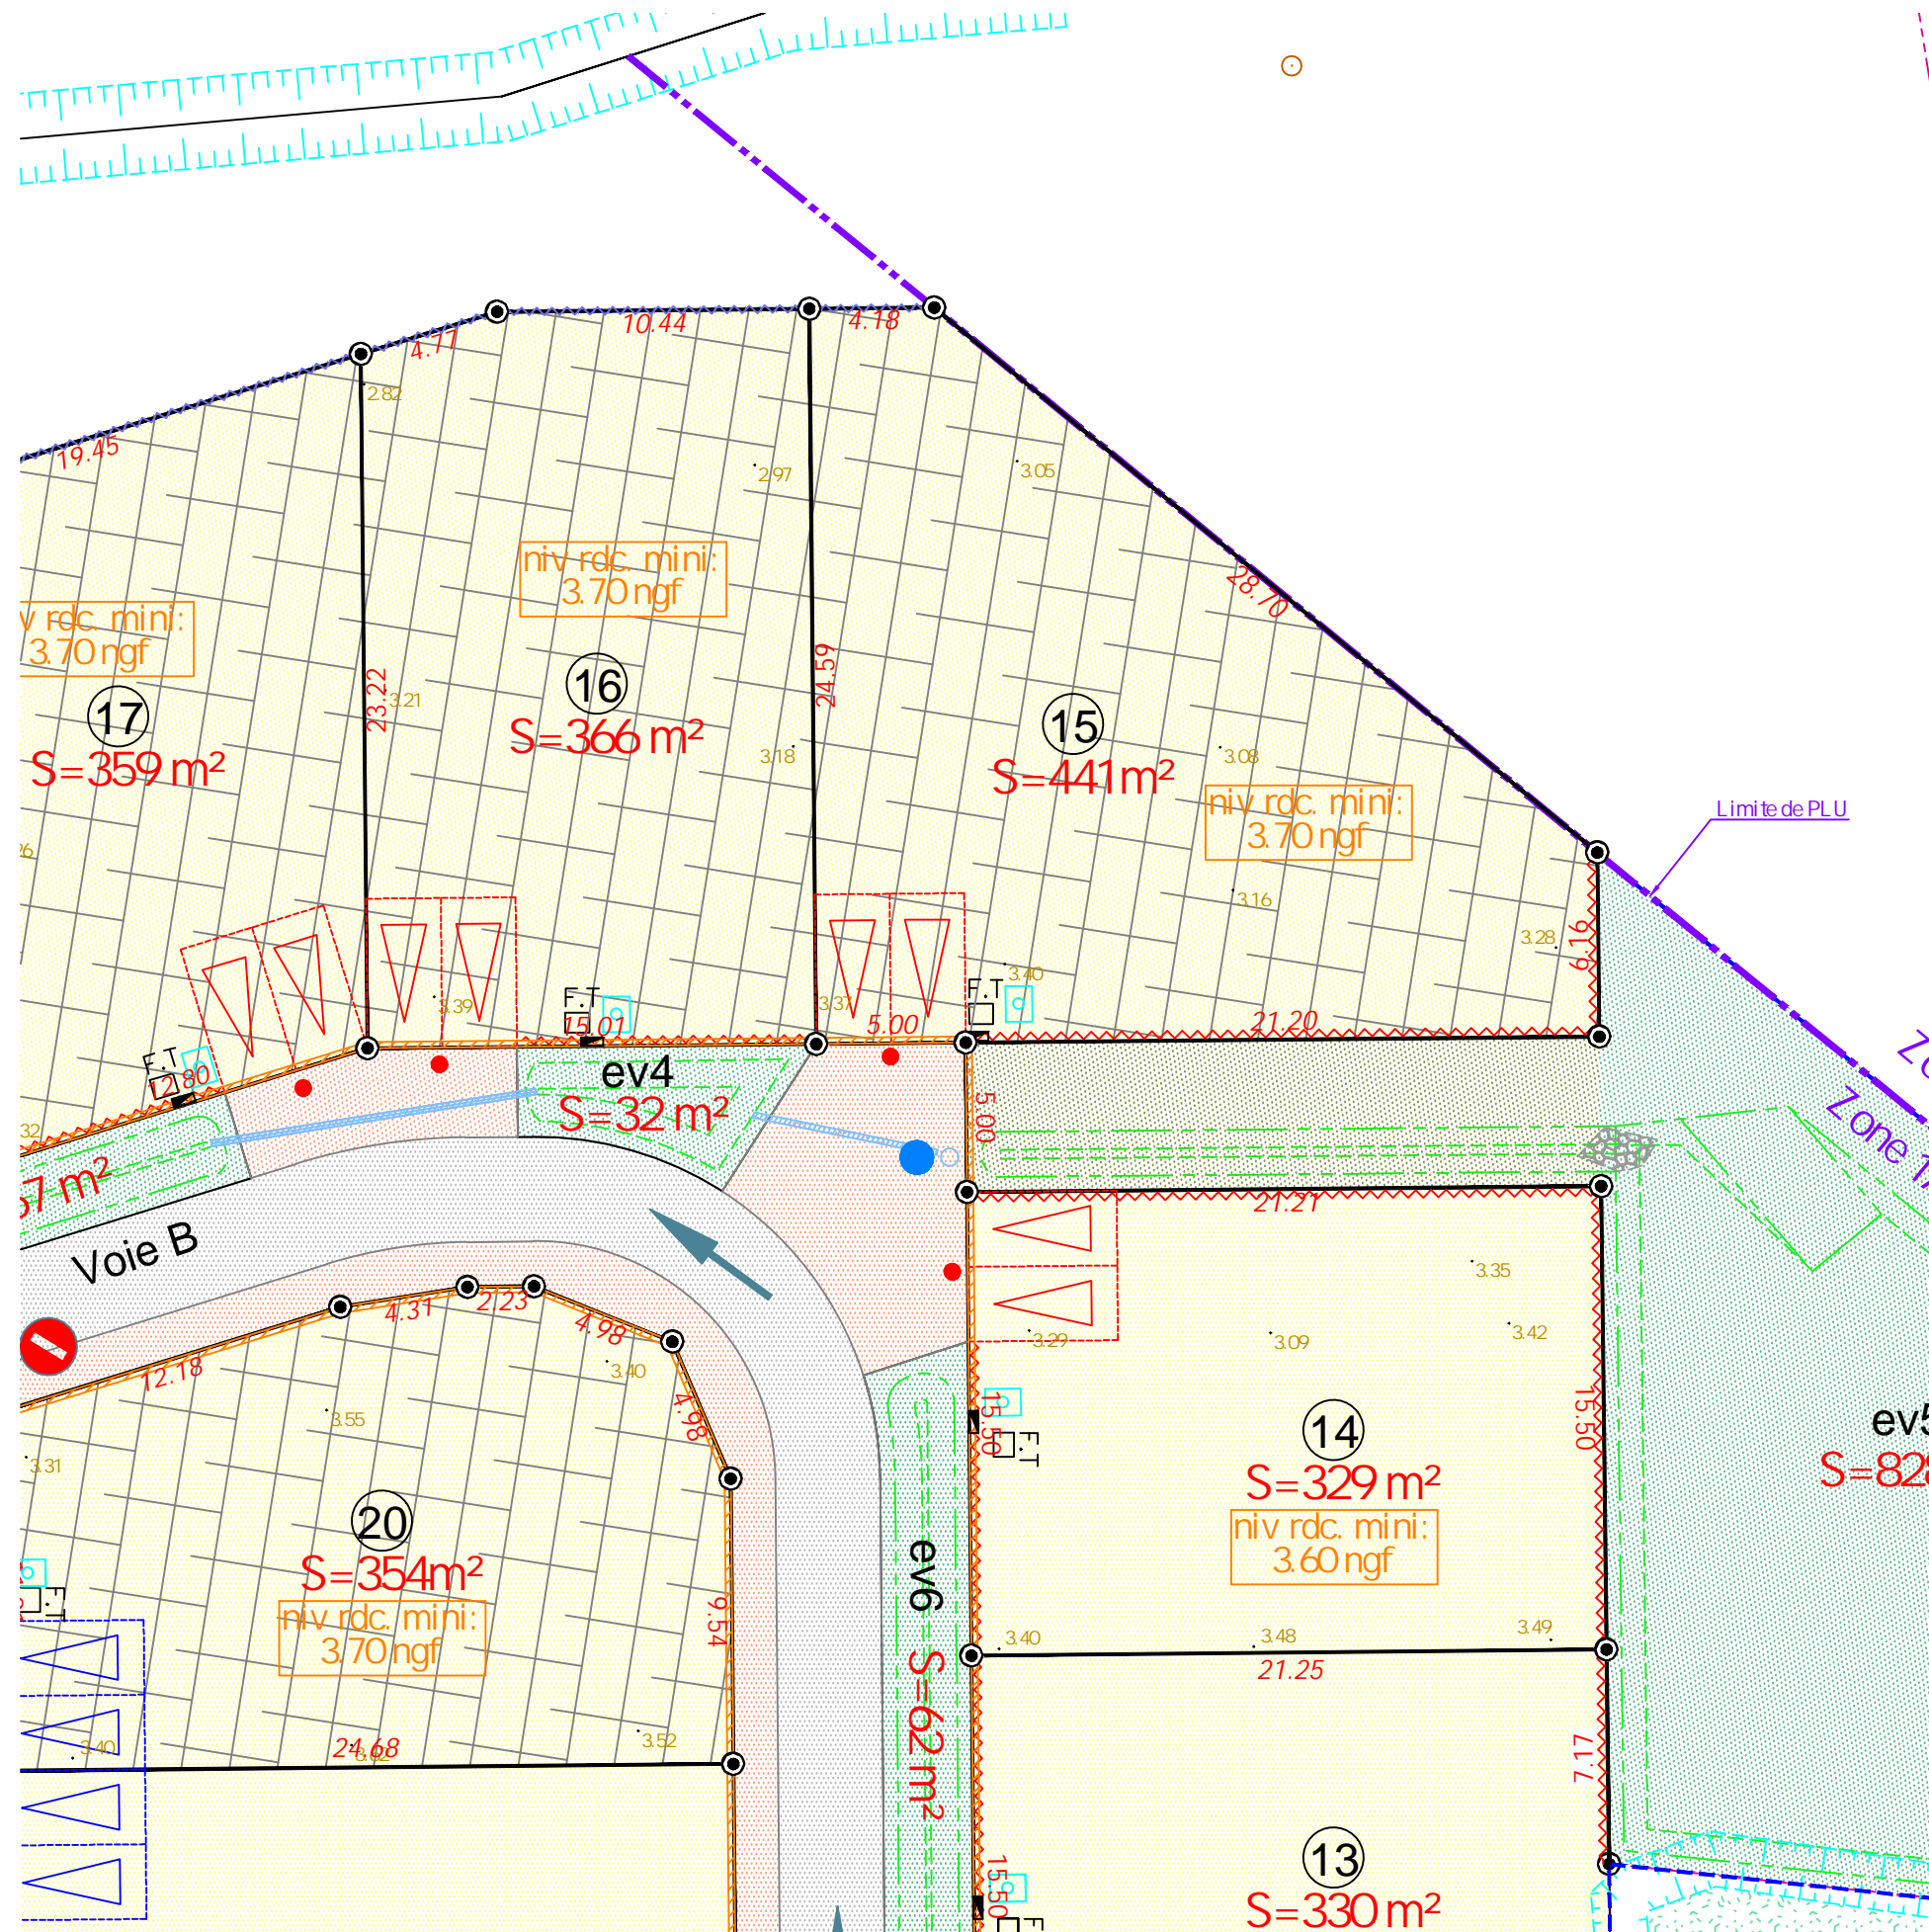 4.77
10.44
4.18
2.82
19.45
2.97
3.05
niv rdc. mini:
3.70 ngf
28.70
rdc. mini:
3.70 ngf
23.22
3.21
24.59
16
S=366 m²
17
S=359 m²
15
S=441m²
3.18
3.08
niv rdc. mini:
3.70 ngf
Limite de PLU
3.16
3.28
6.16
3.40
3.39
3.37
F.T
F.T
15.01
5.00
21.20
F.T
12.80
ev4
S=32 m²
5.00
Zone
m²
21.21
Voie B
3.35
4.31
2.23
4.98
3.29
3.09
3.42
12.18
3.40
4.98
3.55
15.50
F.T
15.50
14
S=329 m²
niv rdc. mini:
3.60 ngf
3.31
20
S=354m²
niv rdc. mini:
3.70 ngf
F.T
9.54
ev6 S=62 m²
3.40
3.48
3.49
21.25
3.52
3.40
24.68
7.17
13
S=330 m²
15.50